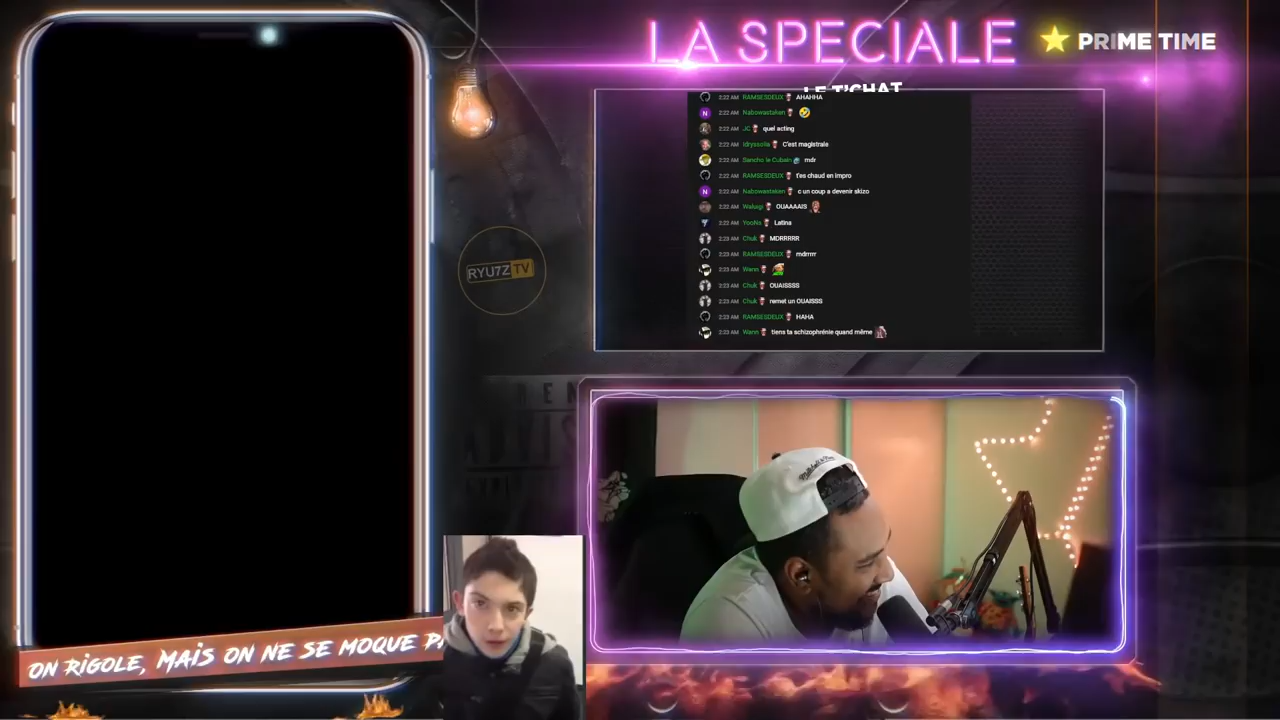 LA SPECIALE
PRIME TIME
LE T'CHAT
2:22 AM RAMSESDEUX AHAHHA
N 2:22 AM Nabowastaken
2:22 AM JC quel acting
2:22 AM Idryssolia C'est magistrale
2:22 AM Sancho le Cubain mdr
2:22 AM RAMSESDEUX t'es chaud en impro
N 2:22 AM Nabowastaken c un coup a devenir skizo
2:22 AM Waluigi OUAAAAIS
2:22 AM YooNs Latina
2:23 AM Chuk MDRRRRR
2:23 AM RAMSESDEUX mdrrrrr
2:23 AM Wann
2:23 AM Chuk OUAISSSS
2:23 AM Chuk remet un OUAISSS
2:23 AM RAMSESDEUX HAHA
2:23 AM Wann tiens ta schizophrénie quand même
RYU7Z TV
ON RIGOLE, MAIS ON NE SE MOQUE PA